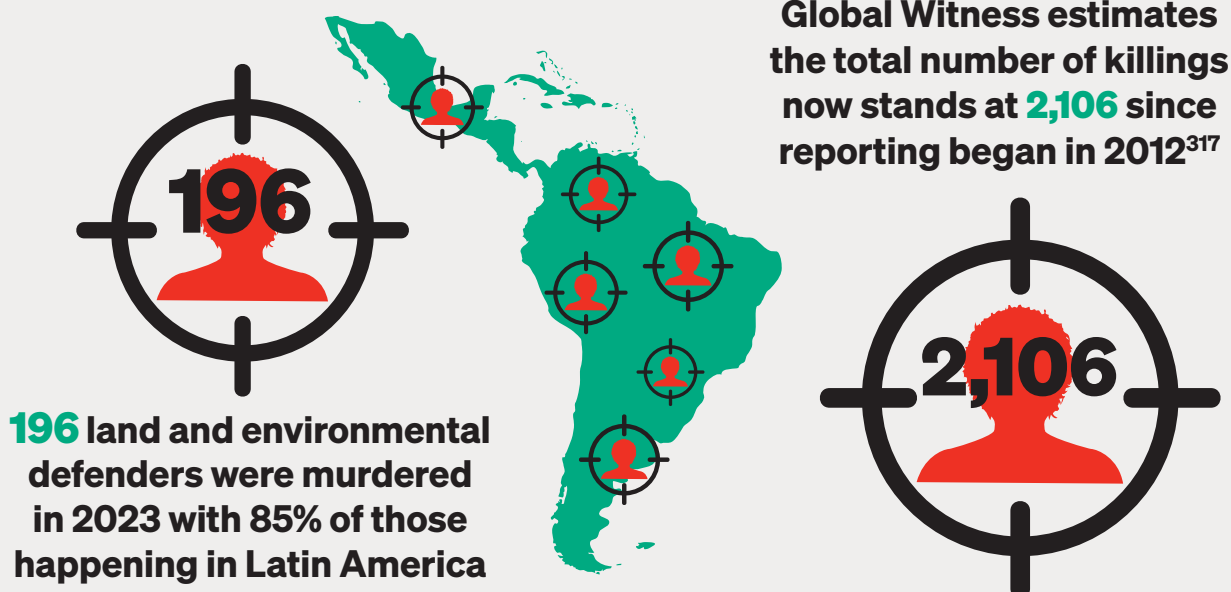 196
196 land and environmental
defenders were murdered
in 2023 with 85% of those
happening in Latin America
Global Witness estimates
the total number of killings
now stands at 2,106 since
reporting began in 2012³¹⁷
2,106